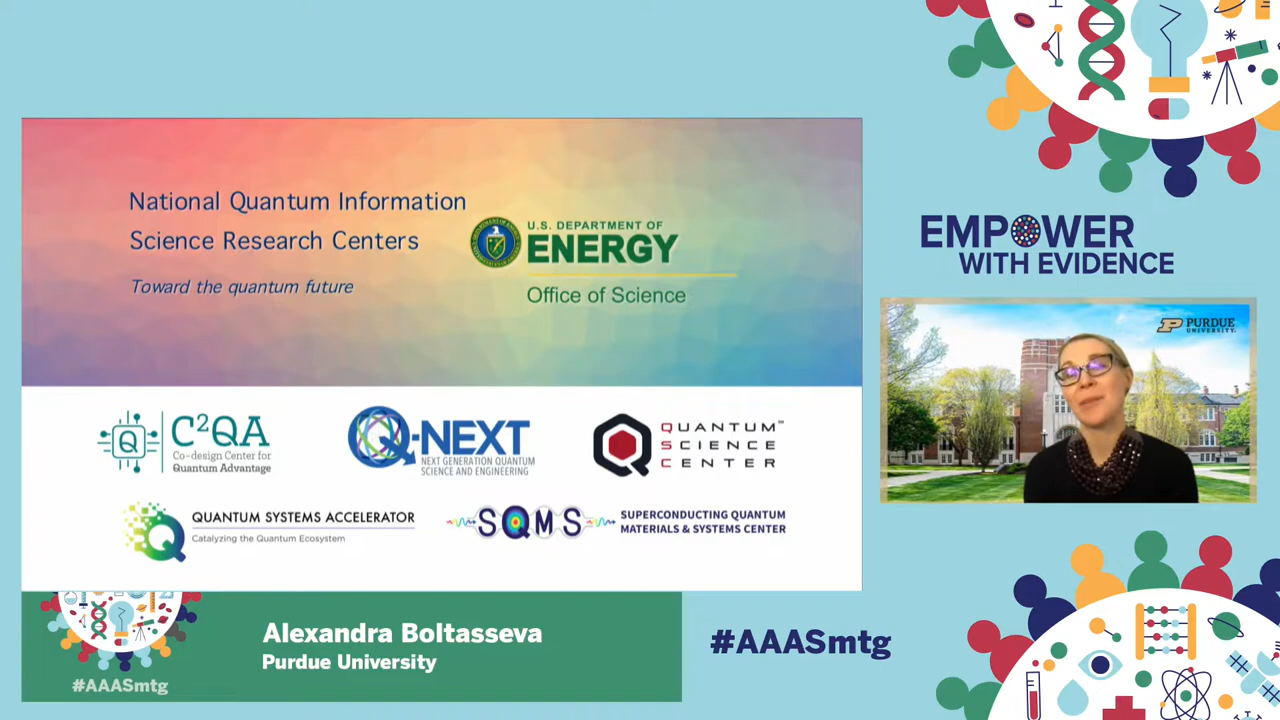 National Quantum Information
Science Research Centers
Toward the quantum future
U.S. DEPARTMENT OF
ENERGY
Office of Science
C²QA
Co-design Center for
Quantum Advantage
Q-NEXT
NEXT GENERATION QUANTUM
SCIENCE AND ENGINEERING
QUANTUM℠
SCIENCE
CENTER
QUANTUM SYSTEMS ACCELERATOR
Catalyzing the Quantum Ecosystem
SQMS
SUPERCONDUCTING QUANTUM
MATERIALS & SYSTEMS CENTER
EMPOWER
WITH EVIDENCE
PURDUE
UNIVERSITY
Alexandra Boltasseva
Purdue University
#AAASmtg
#AAASmtg